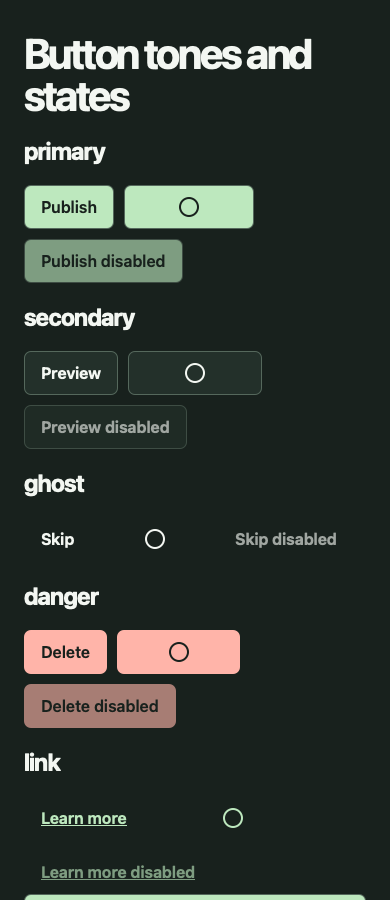 Button tones and
states
primary
Publish
Publish disabled
secondary
Preview
Preview disabled
ghost
Skip Skip disabled
danger
Delete
Delete disabled
link
Learn more
Learn more disabled